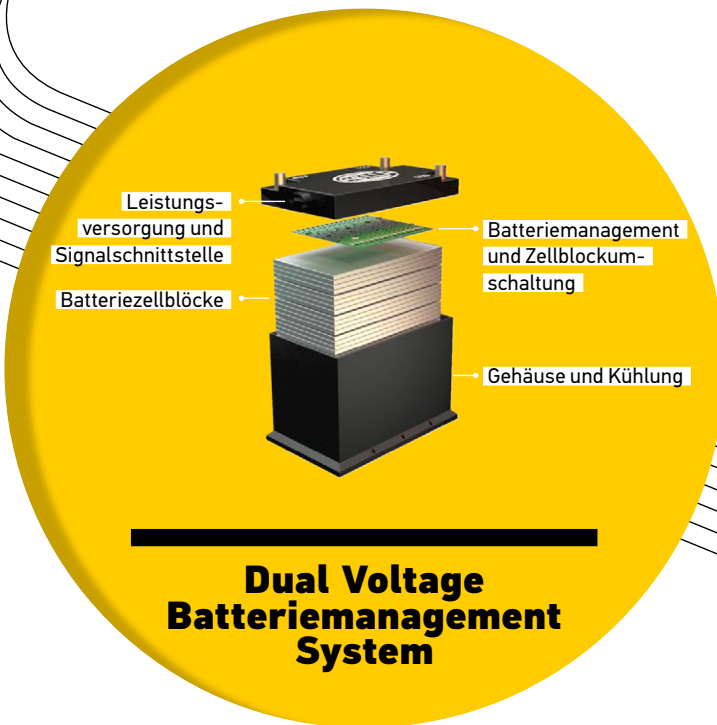 Leistungs-
versorgung und
Signalschnittstelle
Batteriezellblöcke
Batteriemanagement
und Zellblockum-
schaltung
Gehäuse und Kühlung
Dual Voltage
Batteriemanagement
System